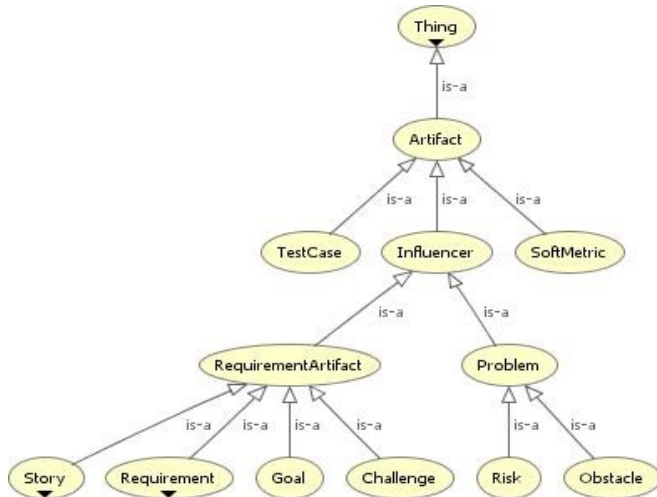 Thing
is-a
Artifact
is-a is-a is-a
TestCase Influencer SoftMetric
is-a is-a
RequirementArtifact Problem
is-a is-a is-a is-a is-a is-a
Story Requirement Goal Challenge Risk Obstacle